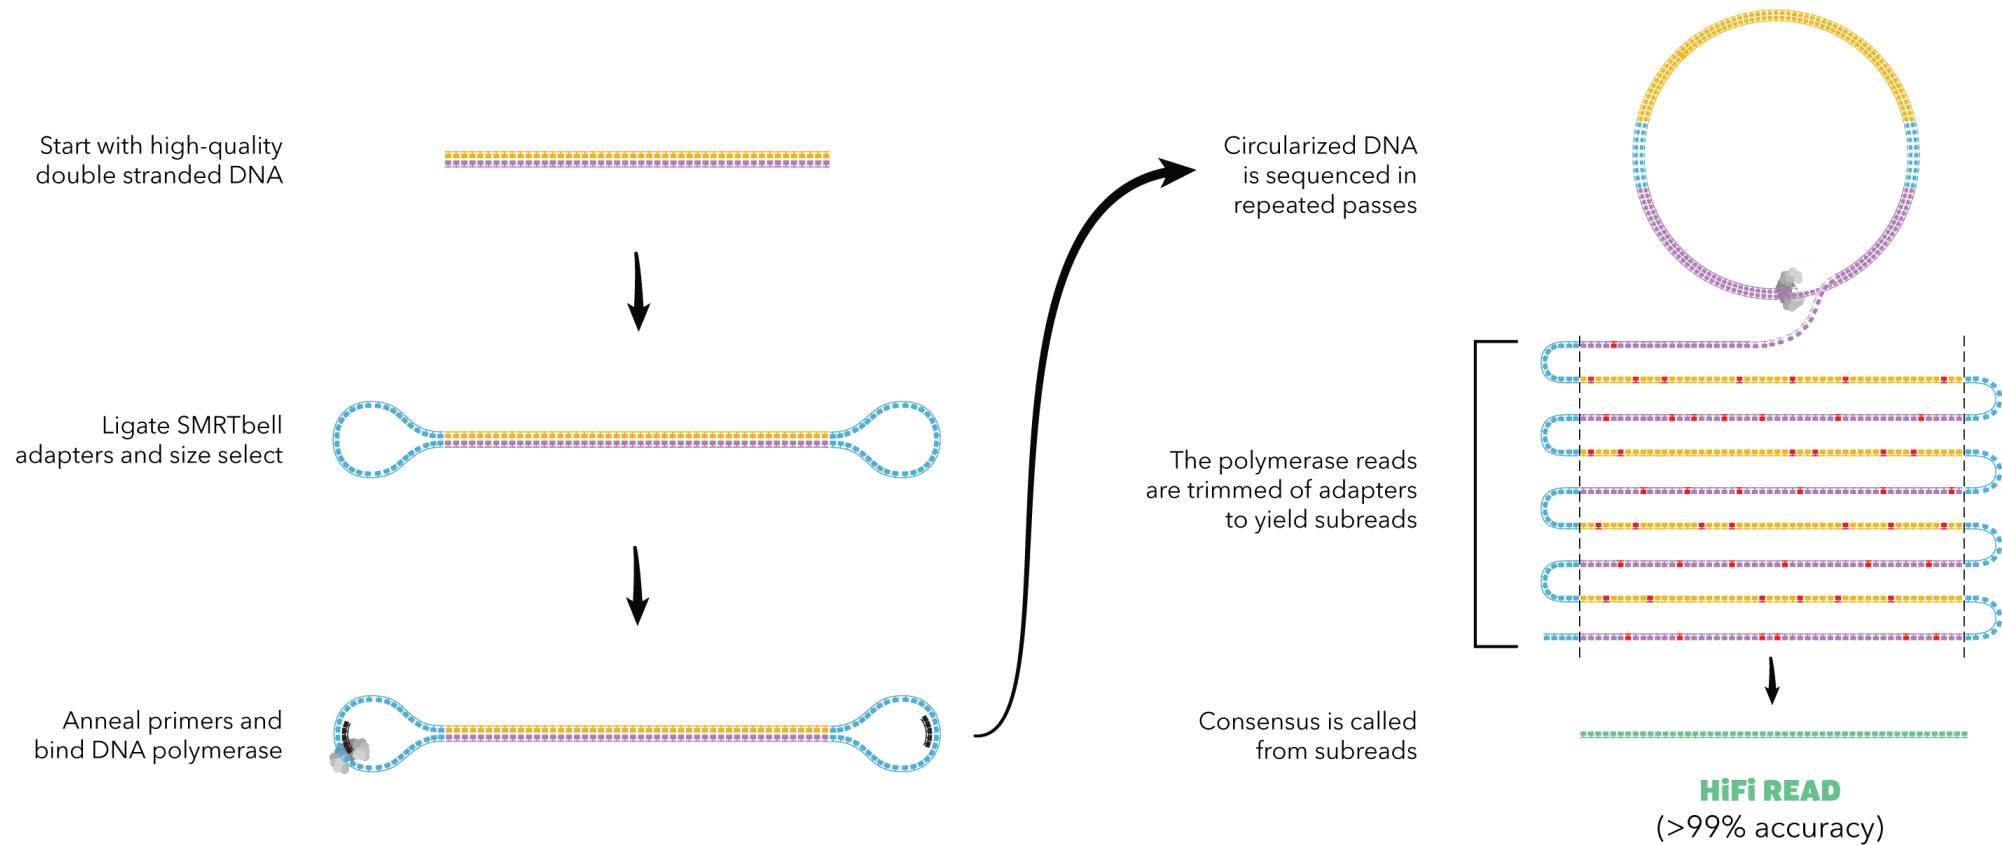 Start with high-quality
double stranded DNA
Ligate SMRTbell
adapters and size select
Anneal primers and
bind DNA polymerase
Circularized DNA
is sequenced in
repeated passes
The polymerase reads
are trimmed of adapters
to yield subreads
Consensus is called
from subreads
HiFi READ
(>99% accuracy)